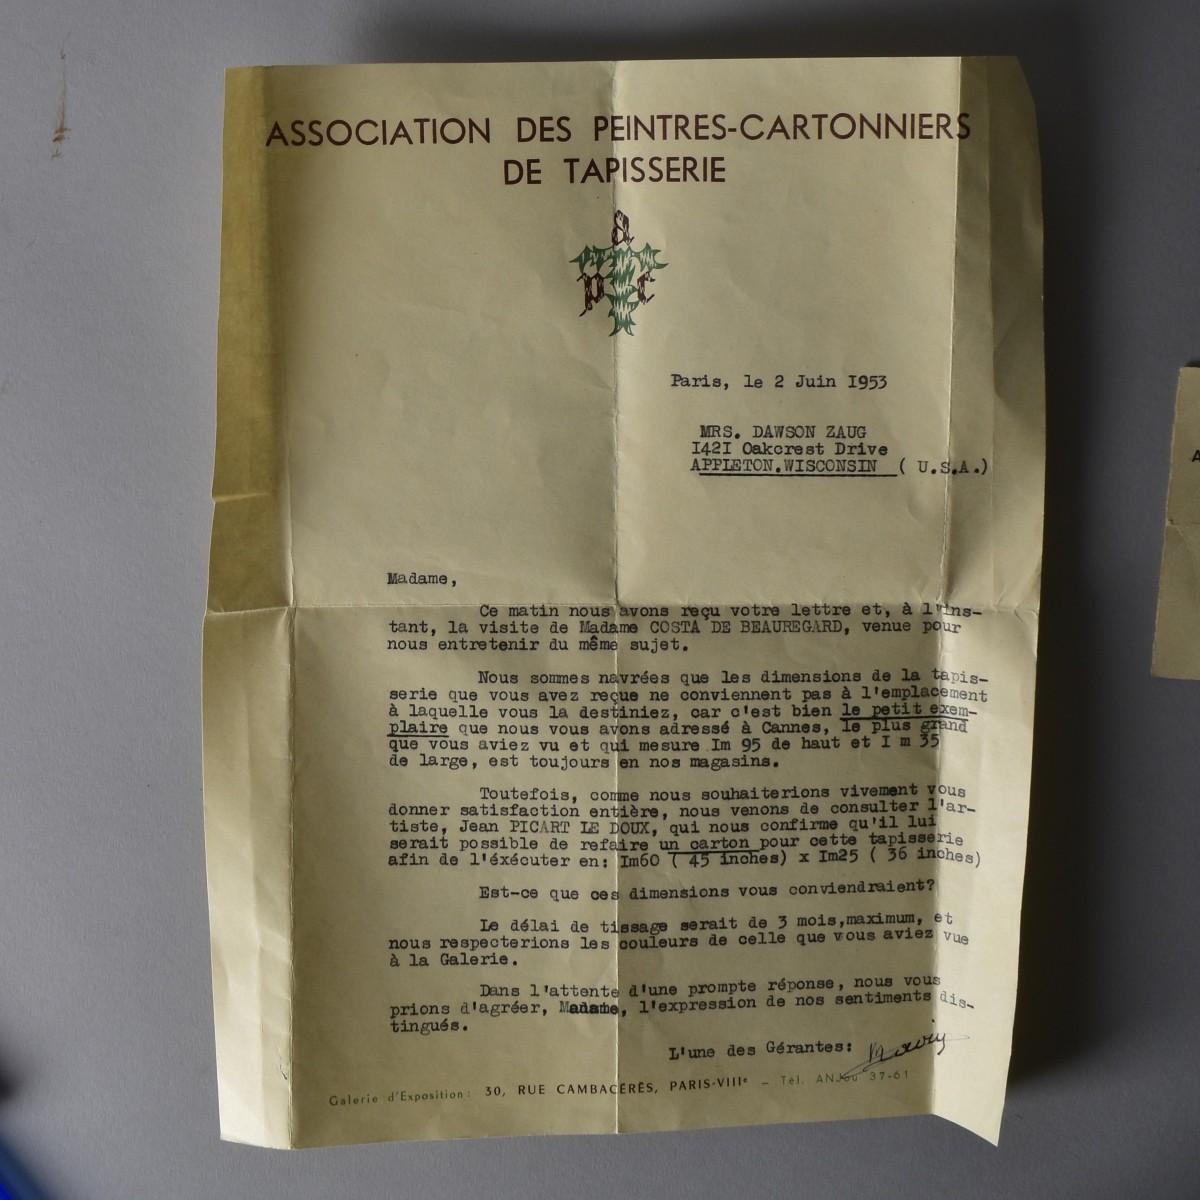 ASSOCIATION DES PEINTRES-CARTONNIERS
DE TAPISSERIE
a
p t c
Paris, le 2 Juin I953
MRS. DAWSON ZAUG
I42I Oakcrest Drive
APPLETON.WISCONSIN ( U.S.A.)
Madame,
Ce matin nous avons reçu votre lettre et, à l'ins-
tant, la visite de Madame COSTA DE BEAUREGARD, venue pour
nous entretenir du même sujet.
Nous sommes navrées que les dimensions de la tapis-
serie que vous avez reçue ne conviennent pas à l'emplacement
à laquelle vous la destiniez, car c'est bien le petit exem-
plaire que nous vous avons adressé à Cannes, le plus grand
que vous aviez vu et qui mesure Im 95 de haut et I m 35
de large, est toujours en nos magasins.
Toutefois, comme nous souhaiterions vivement vous
donner satisfaction entière, nous venons de consulter l'ar-
tiste, Jean PICART LE DOUX, qui nous confirme qu'il lui
serait possible de refaire un carton pour cette tapisserie
afin de l'éxécuter en: Im60 ( 45 inches) x Im25 ( 36 inches)
Est-ce que ces dimensions vous conviendraient?
Le délai de tissage serait de 3 mois,maximum, et
nous respecterions les couleurs de celle que vous aviez vue
à la Galerie.
Dans l'attente d'une prompte réponse, nous vous
prions d'agréer, Madame, l'expression de nos sentiments dis-
tingués.
L'une des Gérantes:
Galerie d'Exposition: 30, RUE CAMBACÉRÈS, PARIS-VIIIe - Tél. ANJou 37-61
A